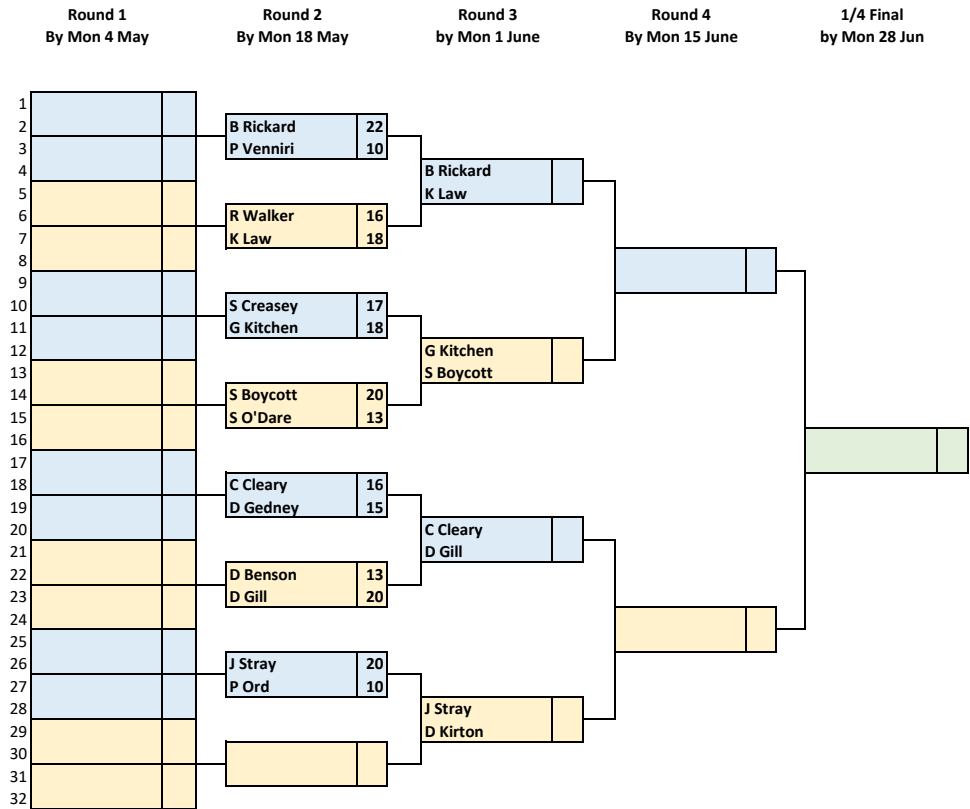 Round 1 Round 2 Round 3 Round 4 1/4 Final
By Mon 4 May By Mon 18 May by Mon 1 June By Mon 15 June by Mon 28 Jun
1
2 B Rickard 22
3 P Venniri 10
4 B Rickard
5 K Law
6 R Walker 16
7 K Law 18
8
9
10 S Creasey 17
11 G Kitchen 18
12 G Kitchen
13 S Boycott
14 S Boycott 20
15 S O'Dare 13
16
17
18 C Cleary 16
19 D Gedney 15
20 C Cleary
21 D Gill
22 D Benson 13
23 D Gill 20
24
25
26 J Stray 20
27 P Ord 10
28 J Stray
29 D Kirton
30
31
32